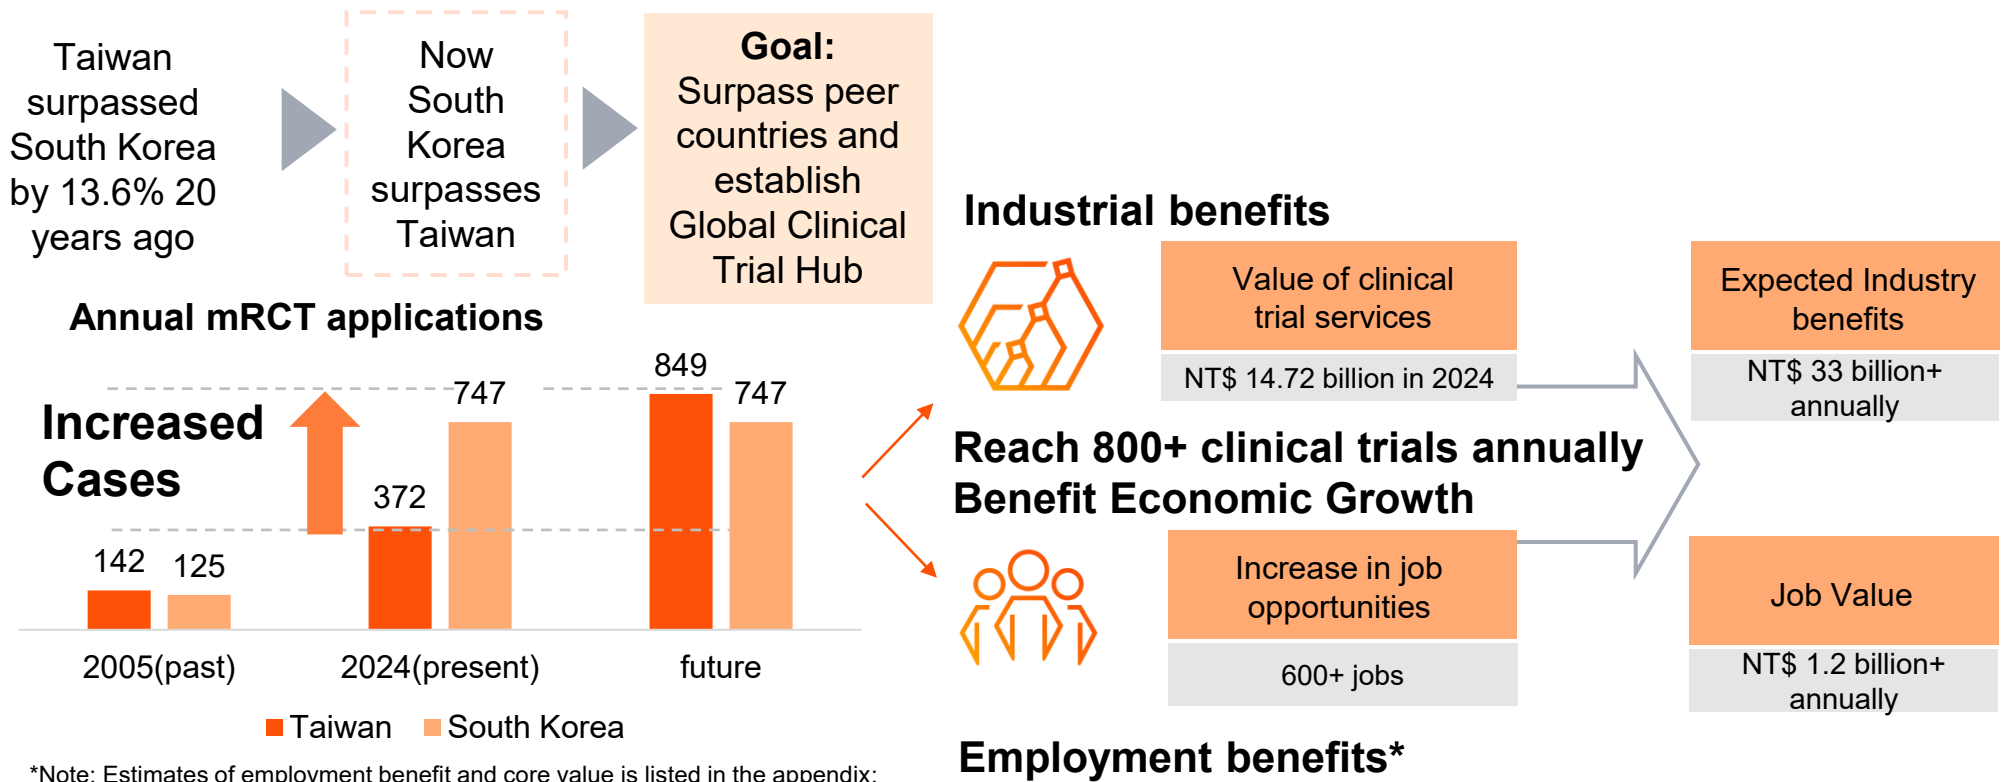 Taiwan
surpassed
South Korea
by 13.6% 20
years ago
Now
South
Korea
surpasses
Taiwan
Goal:
Surpass peer
countries and
establish
Global Clinical
Trial Hub
Annual mRCT applications
Increased
Cases
142
125
372
747
849
747
2005(past)
2024(present)
future
Taiwan
South Korea
*Note: Estimates of employment benefit and core value is listed in the appendix;
Industrial benefits
Value of clinical
trial services
NT$ 14.72 billion in 2024
Expected Industry
benefits
NT$ 33 billion+
annually
Reach 800+ clinical trials annually
Benefit Economic Growth
Increase in job
opportunities
600+ jobs
Job Value
NT$ 1.2 billion+
annually
Employment benefits*